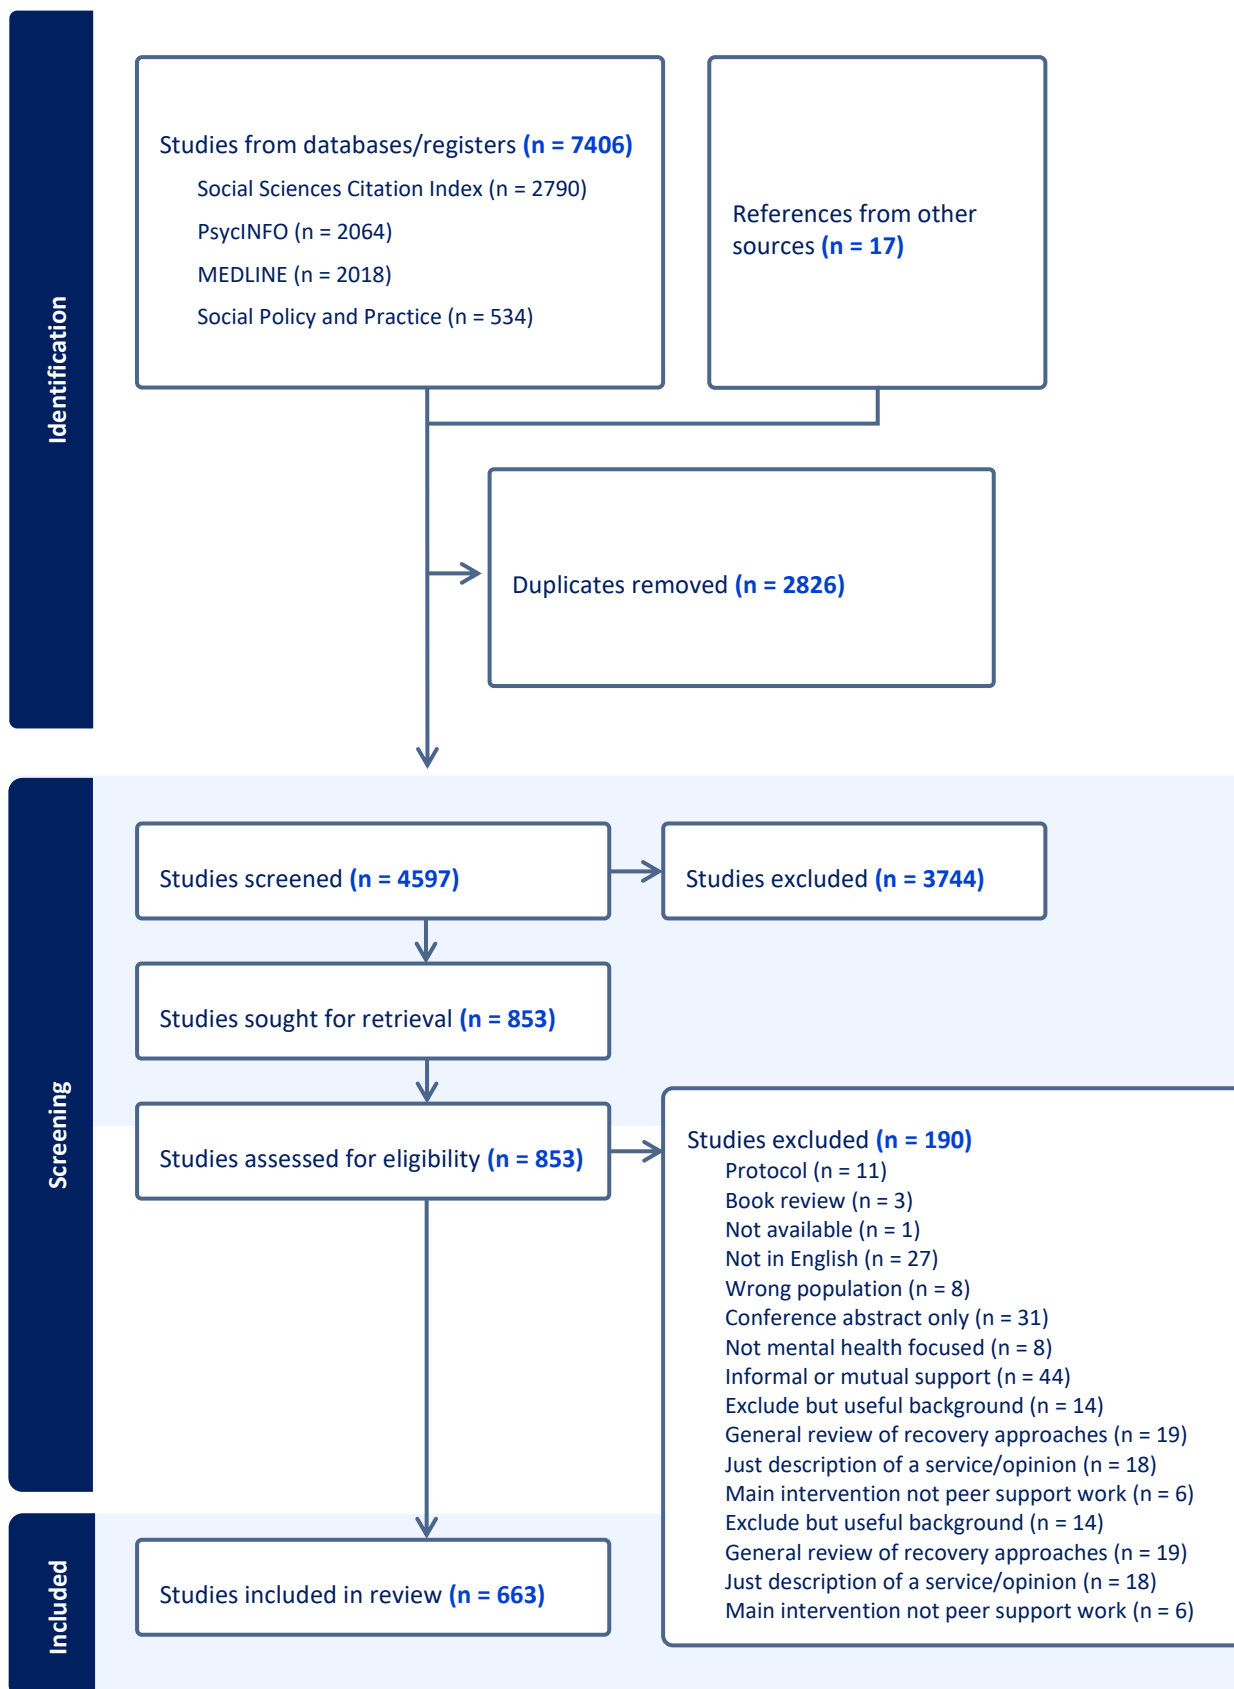 Identification
Studies from databases/registers (n = 7406)
Social Sciences Citation Index (n = 2790)
PsycINFO (n = 2064)
MEDLINE (n = 2018)
Social Policy and Practice (n = 534)
References from other
sources (n = 17)
Duplicates removed (n = 2826)
Screening
Studies screened (n = 4597)
Studies excluded (n = 3744)
Studies sought for retrieval (n = 853)
Studies assessed for eligibility (n = 853)
Studies excluded (n = 190)
Protocol (n = 11)
Book review (n = 3)
Not available (n = 1)
Not in English (n = 27)
Wrong population (n = 8)
Conference abstract only (n = 31)
Not mental health focused (n = 8)
Informal or mutual support (n = 44)
Exclude but useful background (n = 14)
General review of recovery approaches (n = 19)
Just description of a service/opinion (n = 18)
Main intervention not peer support work (n = 6)
Exclude but useful background (n = 14)
General review of recovery approaches (n = 19)
Just description of a service/opinion (n = 18)
Main intervention not peer support work (n = 6)
Included
Studies included in review (n = 663)